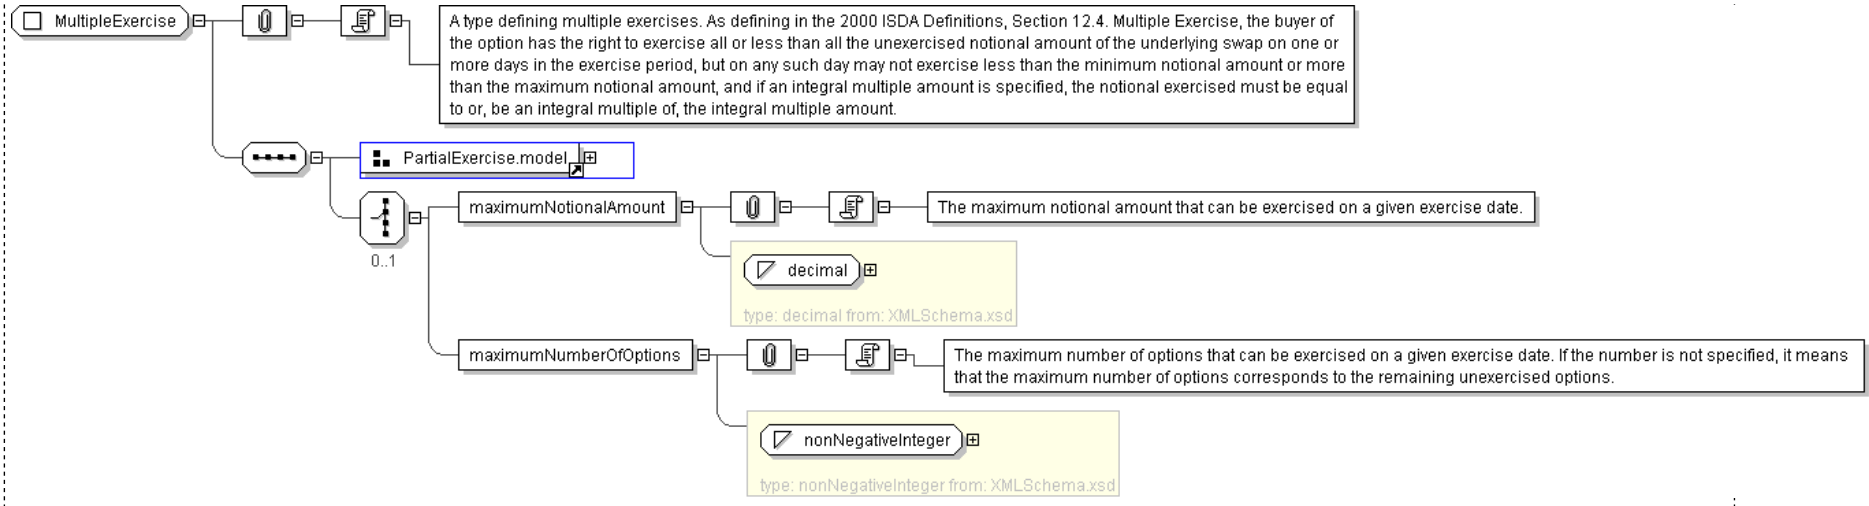 MultipleExercise
A type defining multiple exercises. As defining in the 2000 ISDA Definitions, Section 12.4. Multiple Exercise, the buyer of
the option has the right to exercise all or less than all the unexercised notional amount of the underlying swap on one or
more days in the exercise period, but on any such day may not exercise less than the minimum notional amount or more
than the maximum notional amount, and if an integral multiple amount is specified, the notional exercised must be equal
to or, be an integral multiple of, the integral multiple amount.
PartialExercise.model
0..1
maximumNotionalAmount
The maximum notional amount that can be exercised on a given exercise date.
decimal
type: decimal from: XMLSchema.xsd
maximumNumberOfOptions
The maximum number of options that can be exercised on a given exercise date. If the number is not specified, it means
that the maximum number of options corresponds to the remaining unexercised options.
nonNegativeInteger
type: nonNegativeInteger from: XMLSchema.xsd